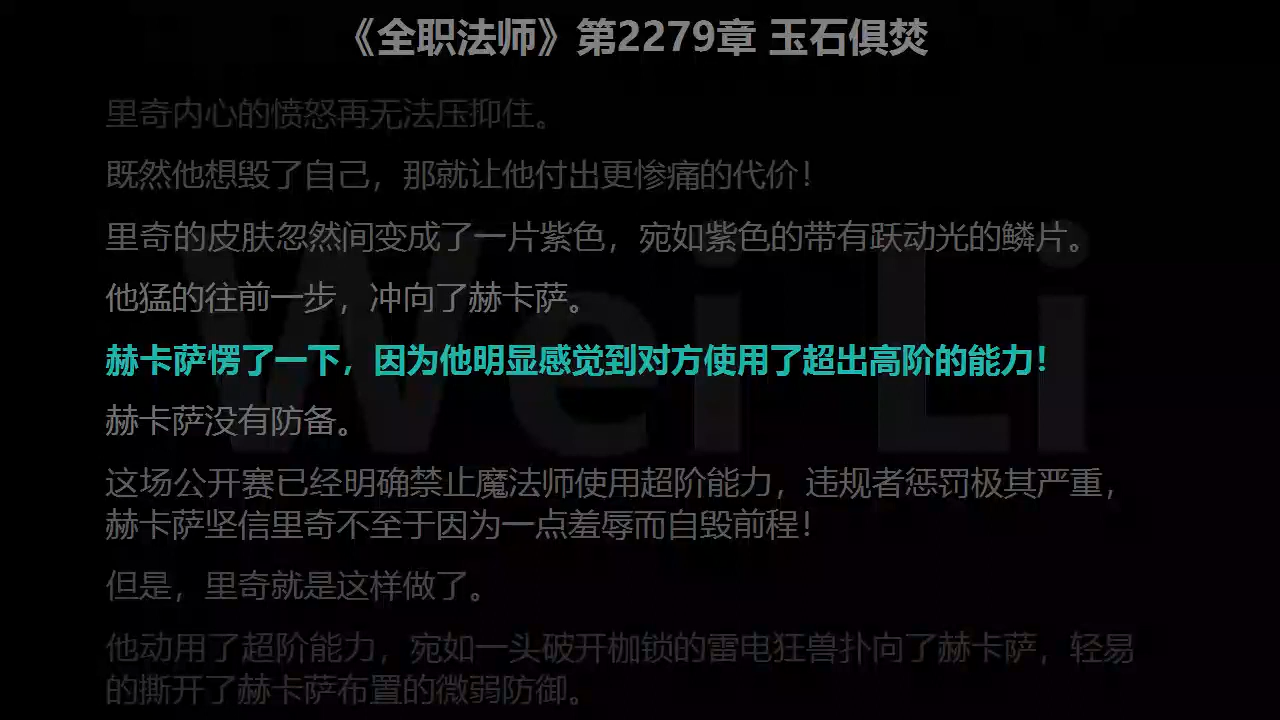 《全职法师》第2279章 玉石俱焚
里奇内心的愤怒再无法压抑住。
既然他想毁了自己，那就让他付出更惨痛的代价！
里奇的皮肤忽然间变成了一片紫色，宛如紫色的带有跃动光的鳞片。
他猛的往前一步，冲向了赫卡萨。
赫卡萨愣了一下，因为他明显感觉到对方使用了超出高阶的能力！
赫卡萨没有防备。
这场公开赛已经明确禁止魔法师使用超阶能力，违规者惩罚极其严重，
赫卡萨坚信里奇不至于因为一点羞辱而自毁前程！
但是，里奇就是这样做了。
他动用了超阶能力，宛如一头破开枷锁的雷电狂兽扑向了赫卡萨，轻易
的撕开了赫卡萨布置的微弱防御。
Wei Li